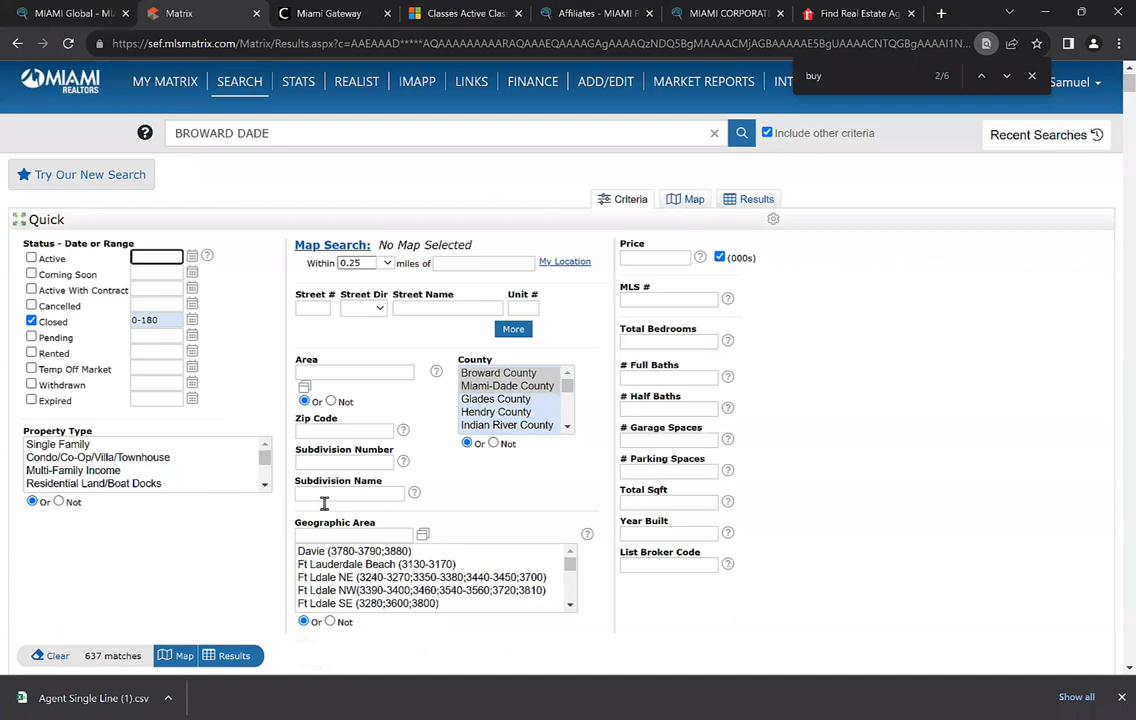 MIAMI Global - MI
Matrix
Miami Gateway
Classes Active Clas
Affiliates - MIAMI R
MIAMI CORPORATE
Find Real Estate Ag
https://sef.mlsmatrix.com/Matrix/Results.aspx?c=AAEAAAD*****AQAAAAAAAAARAQAAAEQAAAAGAgAAAAQzNDQ5BgMAAAACMjAGBAAAAAE5BgUAAAACNTQGBgAAAAI1N...
buy
2/6
MIAMI
REALTORS
MY MATRIX
SEARCH
STATS
REALIST
IMAPP
LINKS
FINANCE
ADD/EDIT
MARKET REPORTS
INT
Samuel
BROWARD DADE
Include other criteria
Recent Searches
Try Our New Search
Criteria
Map
Results
Quick
Status - Date or Range
Active
Coming Soon
Active With Contract
Cancelled
Closed
0-180
Pending
Rented
Temp Off Market
Withdrawn
Expired
Property Type
Single Family
Condo/Co-Op/Villa/Townhouse
Multi-Family Income
Residential Land/Boat Docks
Or Not
Map Search: No Map Selected
Within 0.25 miles of
My Location
Street # Street Dir Street Name Unit #
More
Area
Or Not
Zip Code
Subdivision Number
Subdivision Name
County
Broward County
Miami-Dade County
Glades County
Hendry County
Indian River County
Or Not
Geographic Area
Davie (3780-3790;3880)
Ft Lauderdale Beach (3130-3170)
Ft Ldale NE (3240-3270;3350-3380;3440-3450;3700)
Ft Ldale NW(3390-3400;3460;3540-3560;3720;3810)
Ft Ldale SE (3280;3600;3800)
Or Not
Price
(000s)
MLS #
Total Bedrooms
# Full Baths
# Half Baths
# Garage Spaces
# Parking Spaces
Total Sqft
Year Built
List Broker Code
Clear
637 matches
Map
Results
Agent Single Line (1).csv
Show all